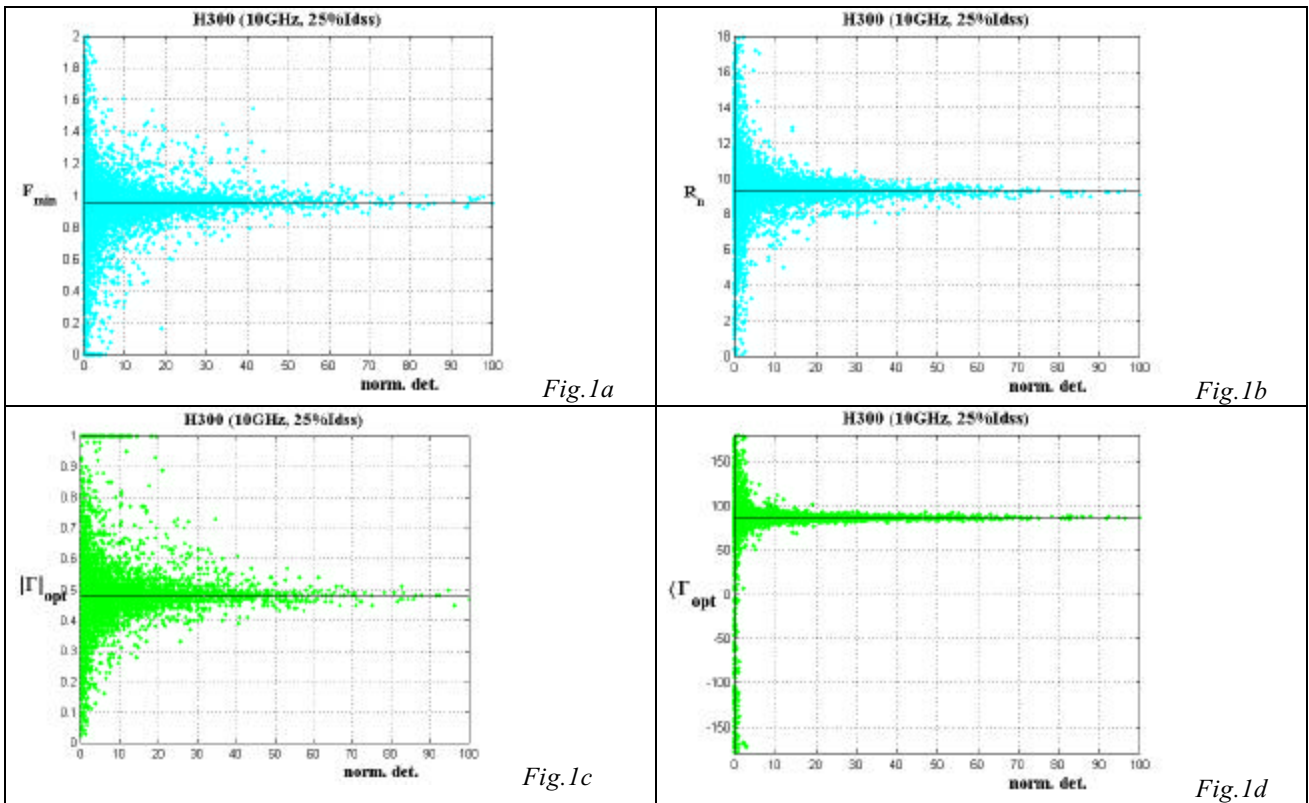 H300 (10GHz, 25%Idss)
2
1.8
1.6
1.4
1.2
1
0.8
0.6
0.4
0.2
0
F min
0 10 20 30 40 50 60 70 80 90 100
norm. det.
Fig.1a
H300 (10GHz, 25%Idss)
18
16
14
12
10
8
6
4
2
0
R n
0 10 20 30 40 50 60 70 80 90 100
norm. det.
Fig.1b
H300 (10GHz, 25%Idss)
1
0.9
0.8
0.7
0.6
0.5
0.4
0.3
0.2
0.1
0
|Γ| opt
0 10 20 30 40 50 60 70 80 90 100
norm. det.
Fig.1c
H300 (10GHz, 25%Idss)
150
100
50
0
-50
-100
-150
⟨Γ opt
0 10 20 30 40 50 60 70 80 90 100
norm. det.
Fig.1d